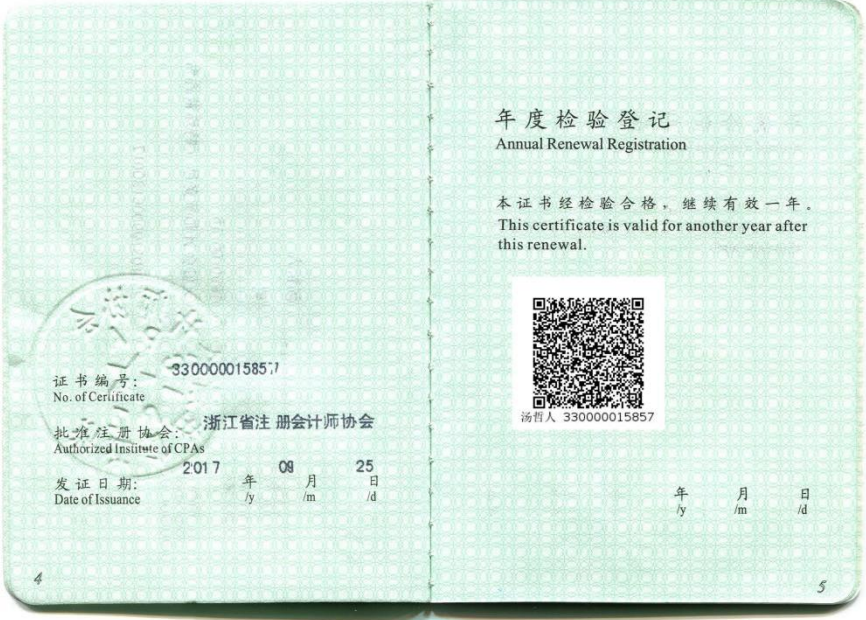 证书编号:
330000015857
No. of Certificate
批准注册协会:
浙江省注 册会计师协会
Authorized Institute of CPAs
发证日期:
2017 年 09 月 25 日
Date of Issuance /y /m /d
4
年度检验登记
Annual Renewal Registration
本证书经检验合格，继续有效一年。
This certificate is valid for another year after
this renewal.
汤哲人 330000015857
年 月 日
/y /m /d
5